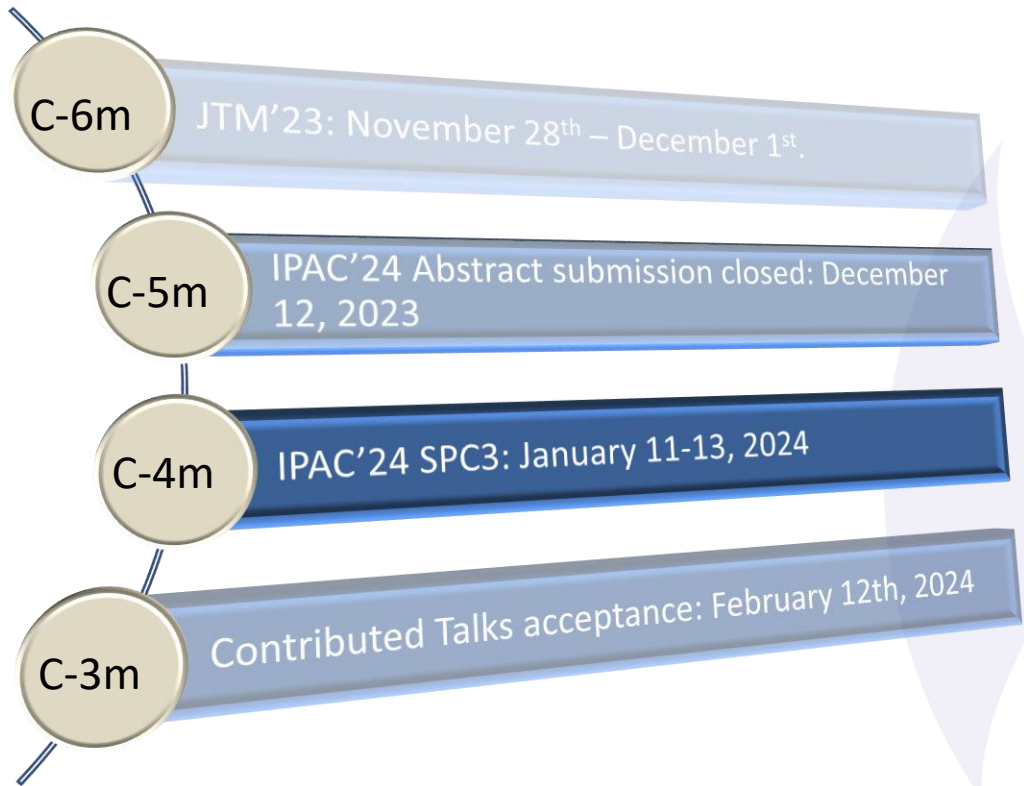 C-6m
JTM’23: November 28th – December 1st.
C-5m
IPAC’24 Abstract submission closed: December
12, 2023
C-4m
IPAC’24 SPC3: January 11-13, 2024
C-3m
Contributed Talks acceptance: February 12th, 2024